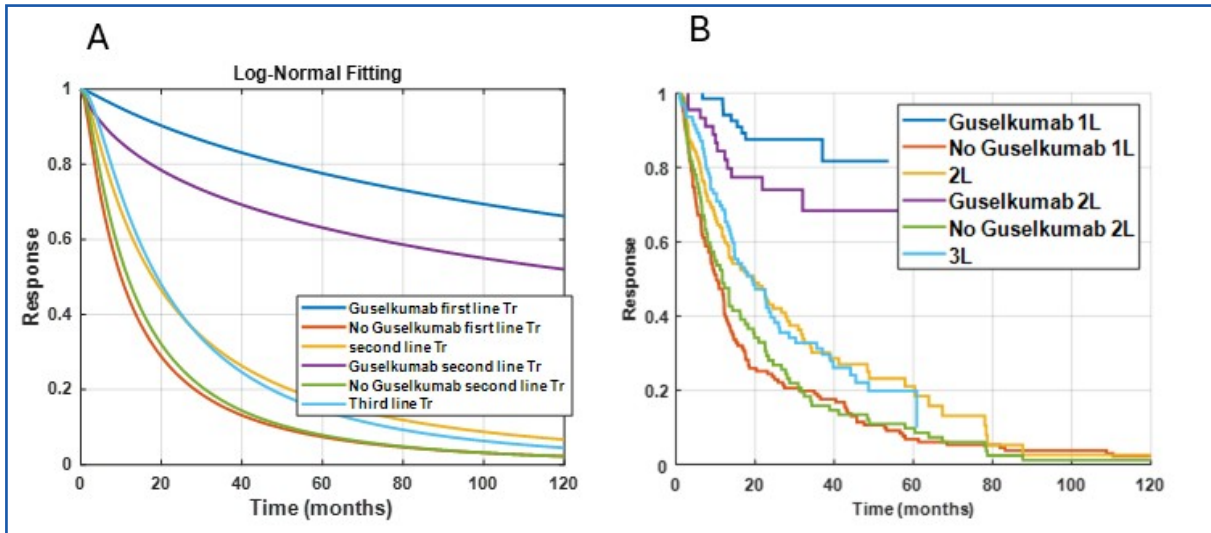 A
Log-Normal Fitting
Response
1
0.8
0.6
0.4
0.2
0
0 20 40 60 80 100 120
Time (months)
Guselkumab first line Tr
No Guselkumab fisrt line Tr
second line Tr
Guselkumab second line Tr
No Guselkumab second line Tr
Third line Tr
B
Response
1
0.8
0.6
0.4
0.2
0
0 20 40 60 80 100 120
Time (months)
Guselkumab 1L
No Guselkumab 1L
2L
Guselkumab 2L
No Guselkumab 2L
3L